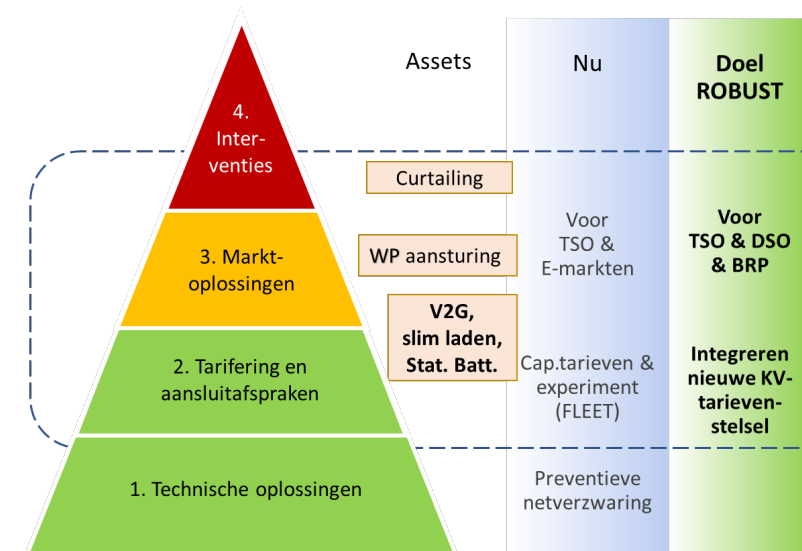 Assets
Nu
Doel
ROBUST
4.
Inter-
venties
Curtailing
3. Markt-
oplossingen
WP aansturing
Voor
TSO &
E-markten
Voor
TSO & DSO
& BRP
V2G,
slim laden,
Stat. Batt.
2. Tarifering en
aansluitafspraken
Cap.tarieven &
experiment
(FLEET)
Integreren
nieuwe KV-
tarieven-
stelsel
1. Technische oplossingen
Preventieve
netverzwaring